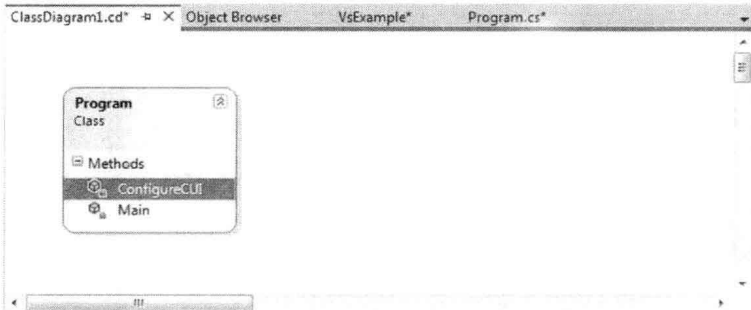 ClassDiagram1.cd* Object Browser VsExample* Program.cs*
Program
Class
Methods
ConfigureCUI
Main